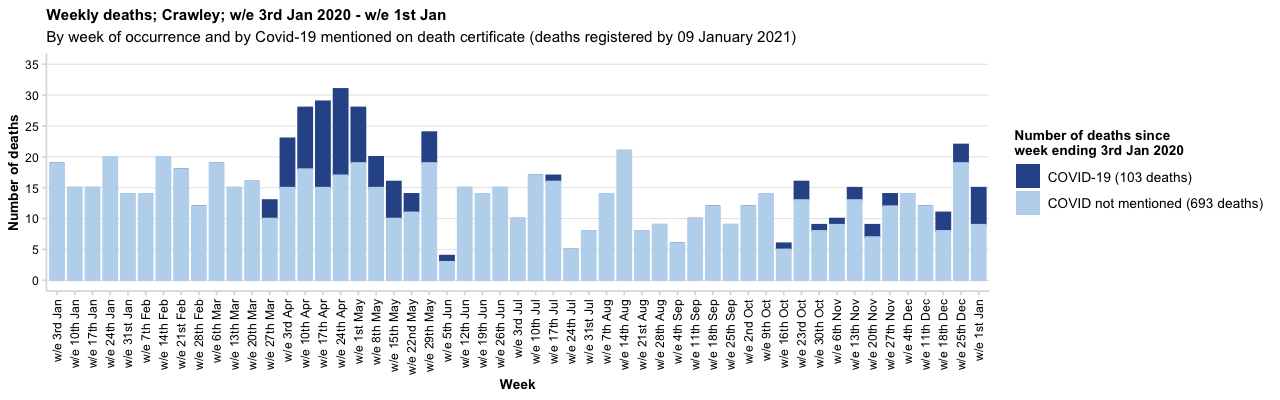 Weekly deaths; Crawley; w/e 3rd Jan 2020 - w/e 1st Jan
By week of occurrence and by Covid-19 mentioned on death certificate (deaths registered by 09 January 2021)
Number of deaths
35
30
25
20
15
10
5
0
w/e 3rd Jan
w/e 10th Jan
w/e 17th Jan
w/e 24th Jan
w/e 31st Jan
w/e 7th Feb
w/e 14th Feb
w/e 21st Feb
w/e 28th Feb
w/e 6th Mar
w/e 13th Mar
w/e 20th Mar
w/e 27th Mar
w/e 3rd Apr
w/e 10th Apr
w/e 17th Apr
w/e 24th Apr
w/e 1st May
w/e 8th May
w/e 15th May
w/e 22nd May
w/e 29th May
w/e 5th Jun
w/e 12th Jun
w/e 19th Jun
w/e 26th Jun
w/e 3rd Jul
w/e 10th Jul
w/e 17th Jul
w/e 24th Jul
w/e 31st Jul
w/e 7th Aug
w/e 14th Aug
w/e 21st Aug
w/e 28th Aug
w/e 4th Sep
w/e 11th Sep
w/e 18th Sep
w/e 25th Sep
w/e 2nd Oct
w/e 9th Oct
w/e 16th Oct
w/e 23rd Oct
w/e 30th Oct
w/e 6th Nov
w/e 13th Nov
w/e 20th Nov
w/e 27th Nov
w/e 4th Dec
w/e 11th Dec
w/e 18th Dec
w/e 25th Dec
w/e 1st Jan
Week
Number of deaths since
week ending 3rd Jan 2020
COVID-19 (103 deaths)
COVID not mentioned (693 deaths)